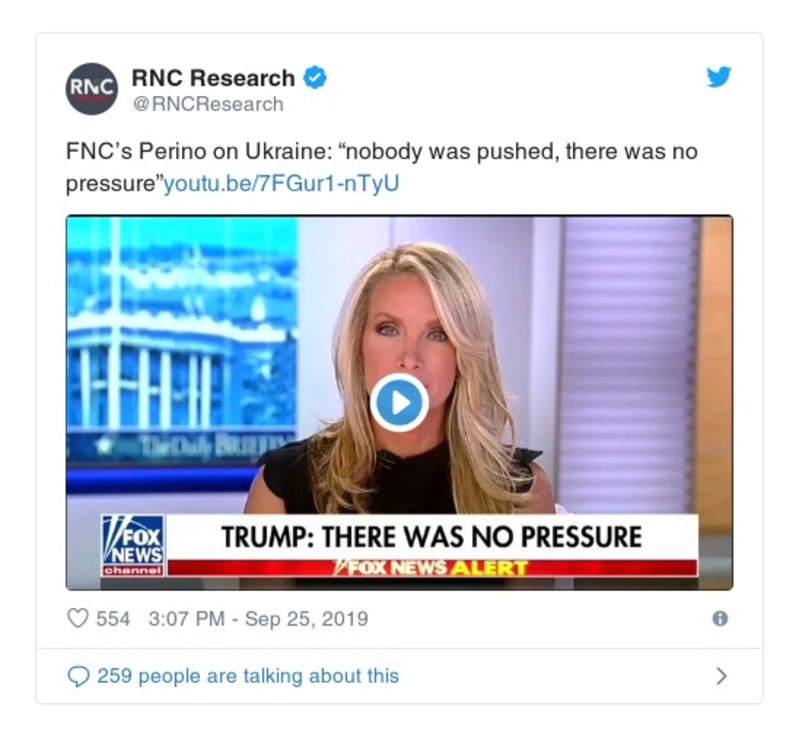 RNC
RNC Research
@RNCResearch
FNC’s Perino on Ukraine: “nobody was pushed, there was no
pressure”youtu.be/7FGur1-nTyU
The Daily BRIEFIN
FOX
NEWS
channel
TRUMP: THERE WAS NO PRESSURE
FOX NEWS ALERT
554 3:07 PM - Sep 25, 2019
259 people are talking about this